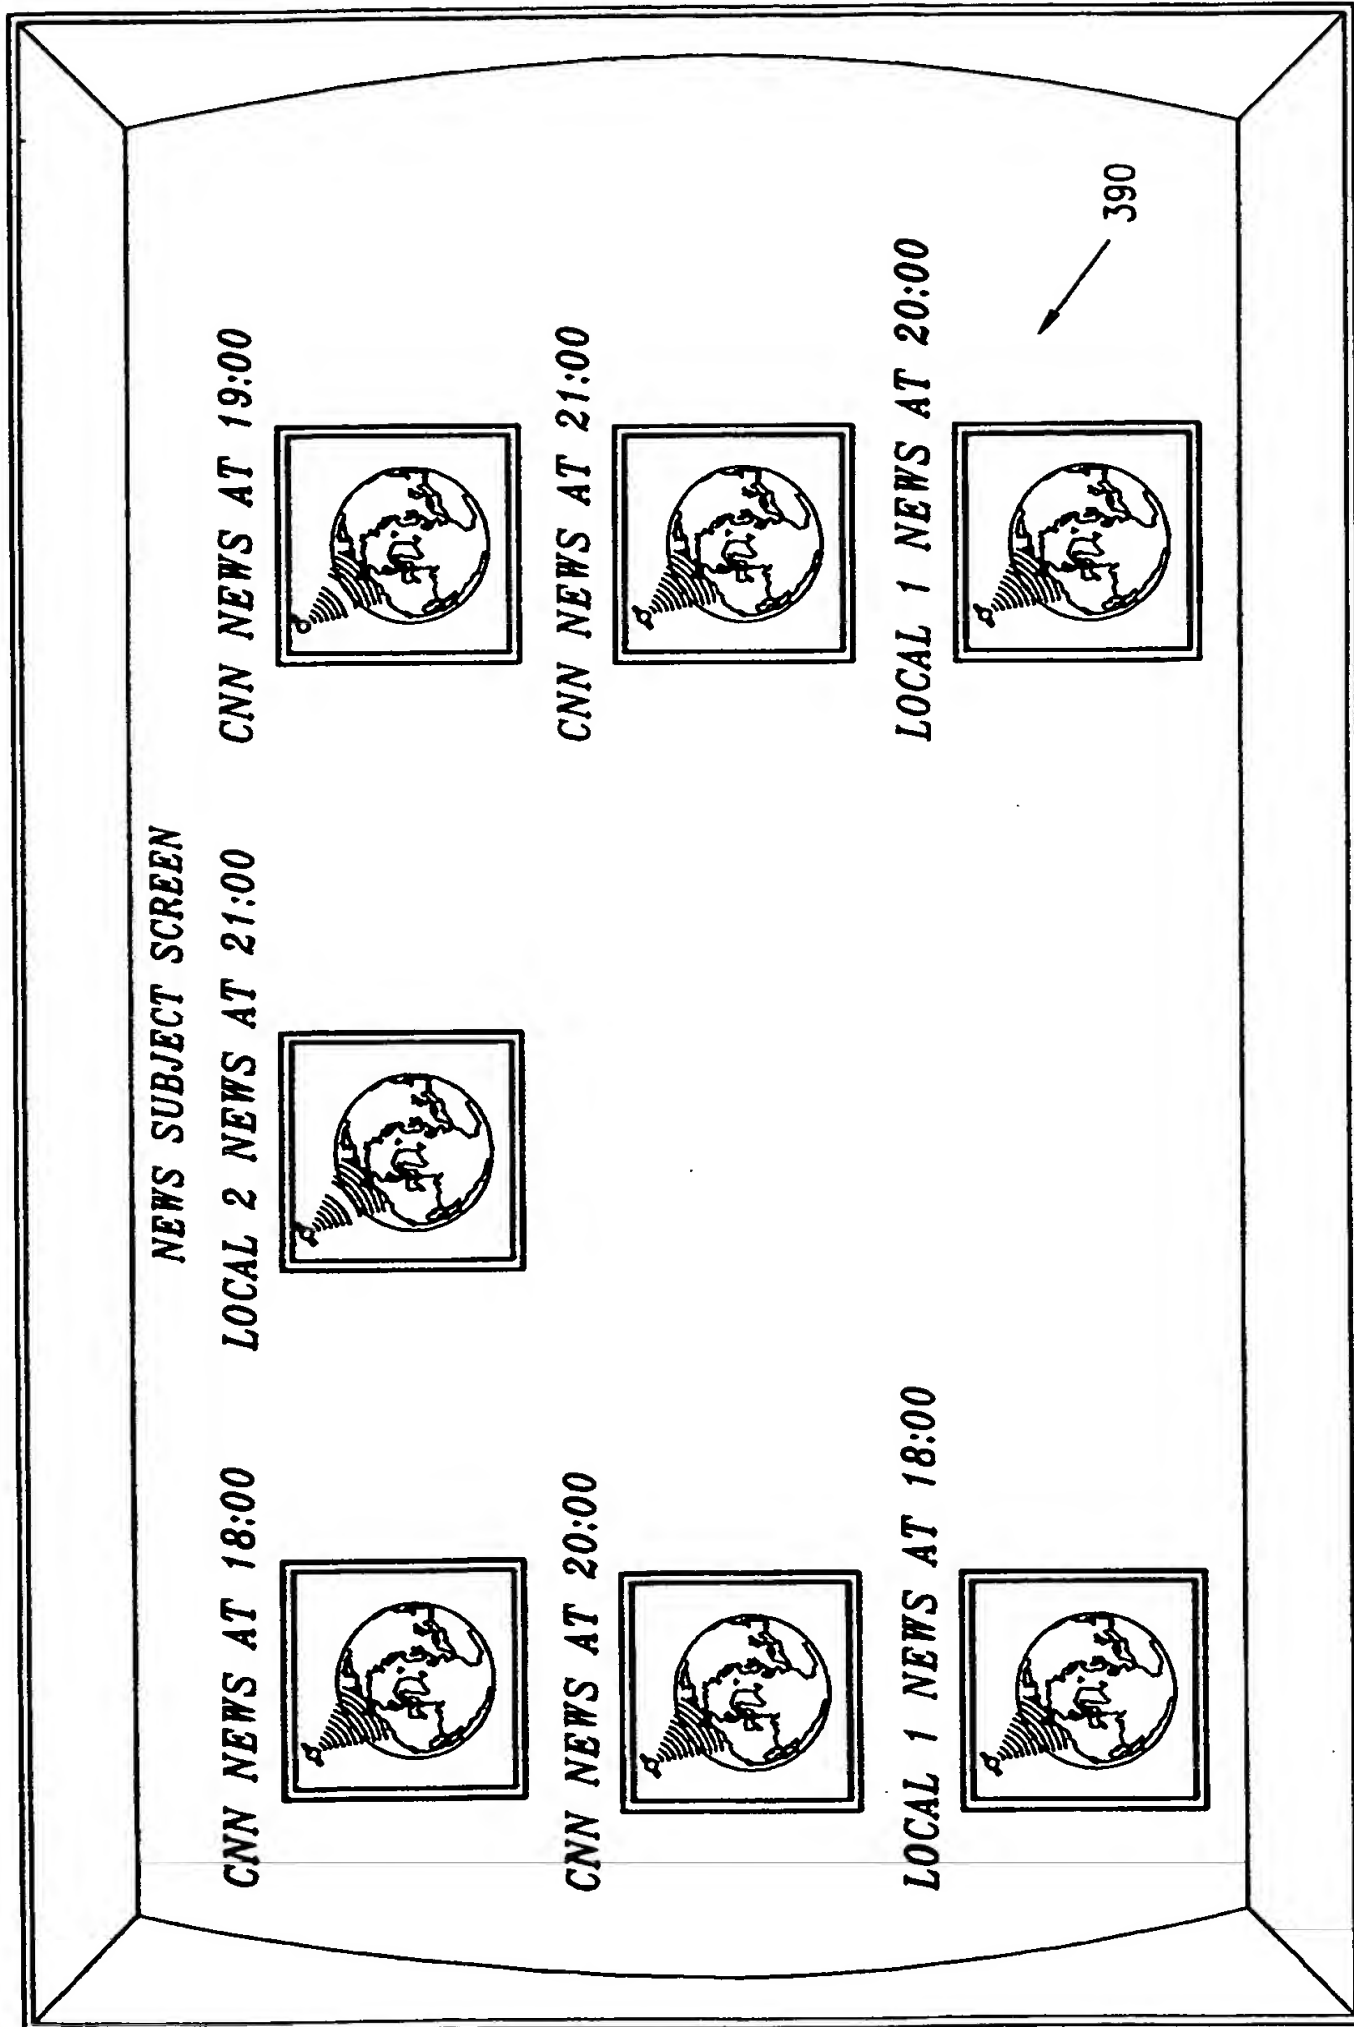 NEWS SUBJECT SCREEN
CNN NEWS AT 18:00
LOCAL 2 NEWS AT 21:00
CNN NEWS AT 19:00
CNN NEWS AT 20:00
CNN NEWS AT 21:00
LOCAL 1 NEWS AT 18:00
LOCAL 1 NEWS AT 20:00
390